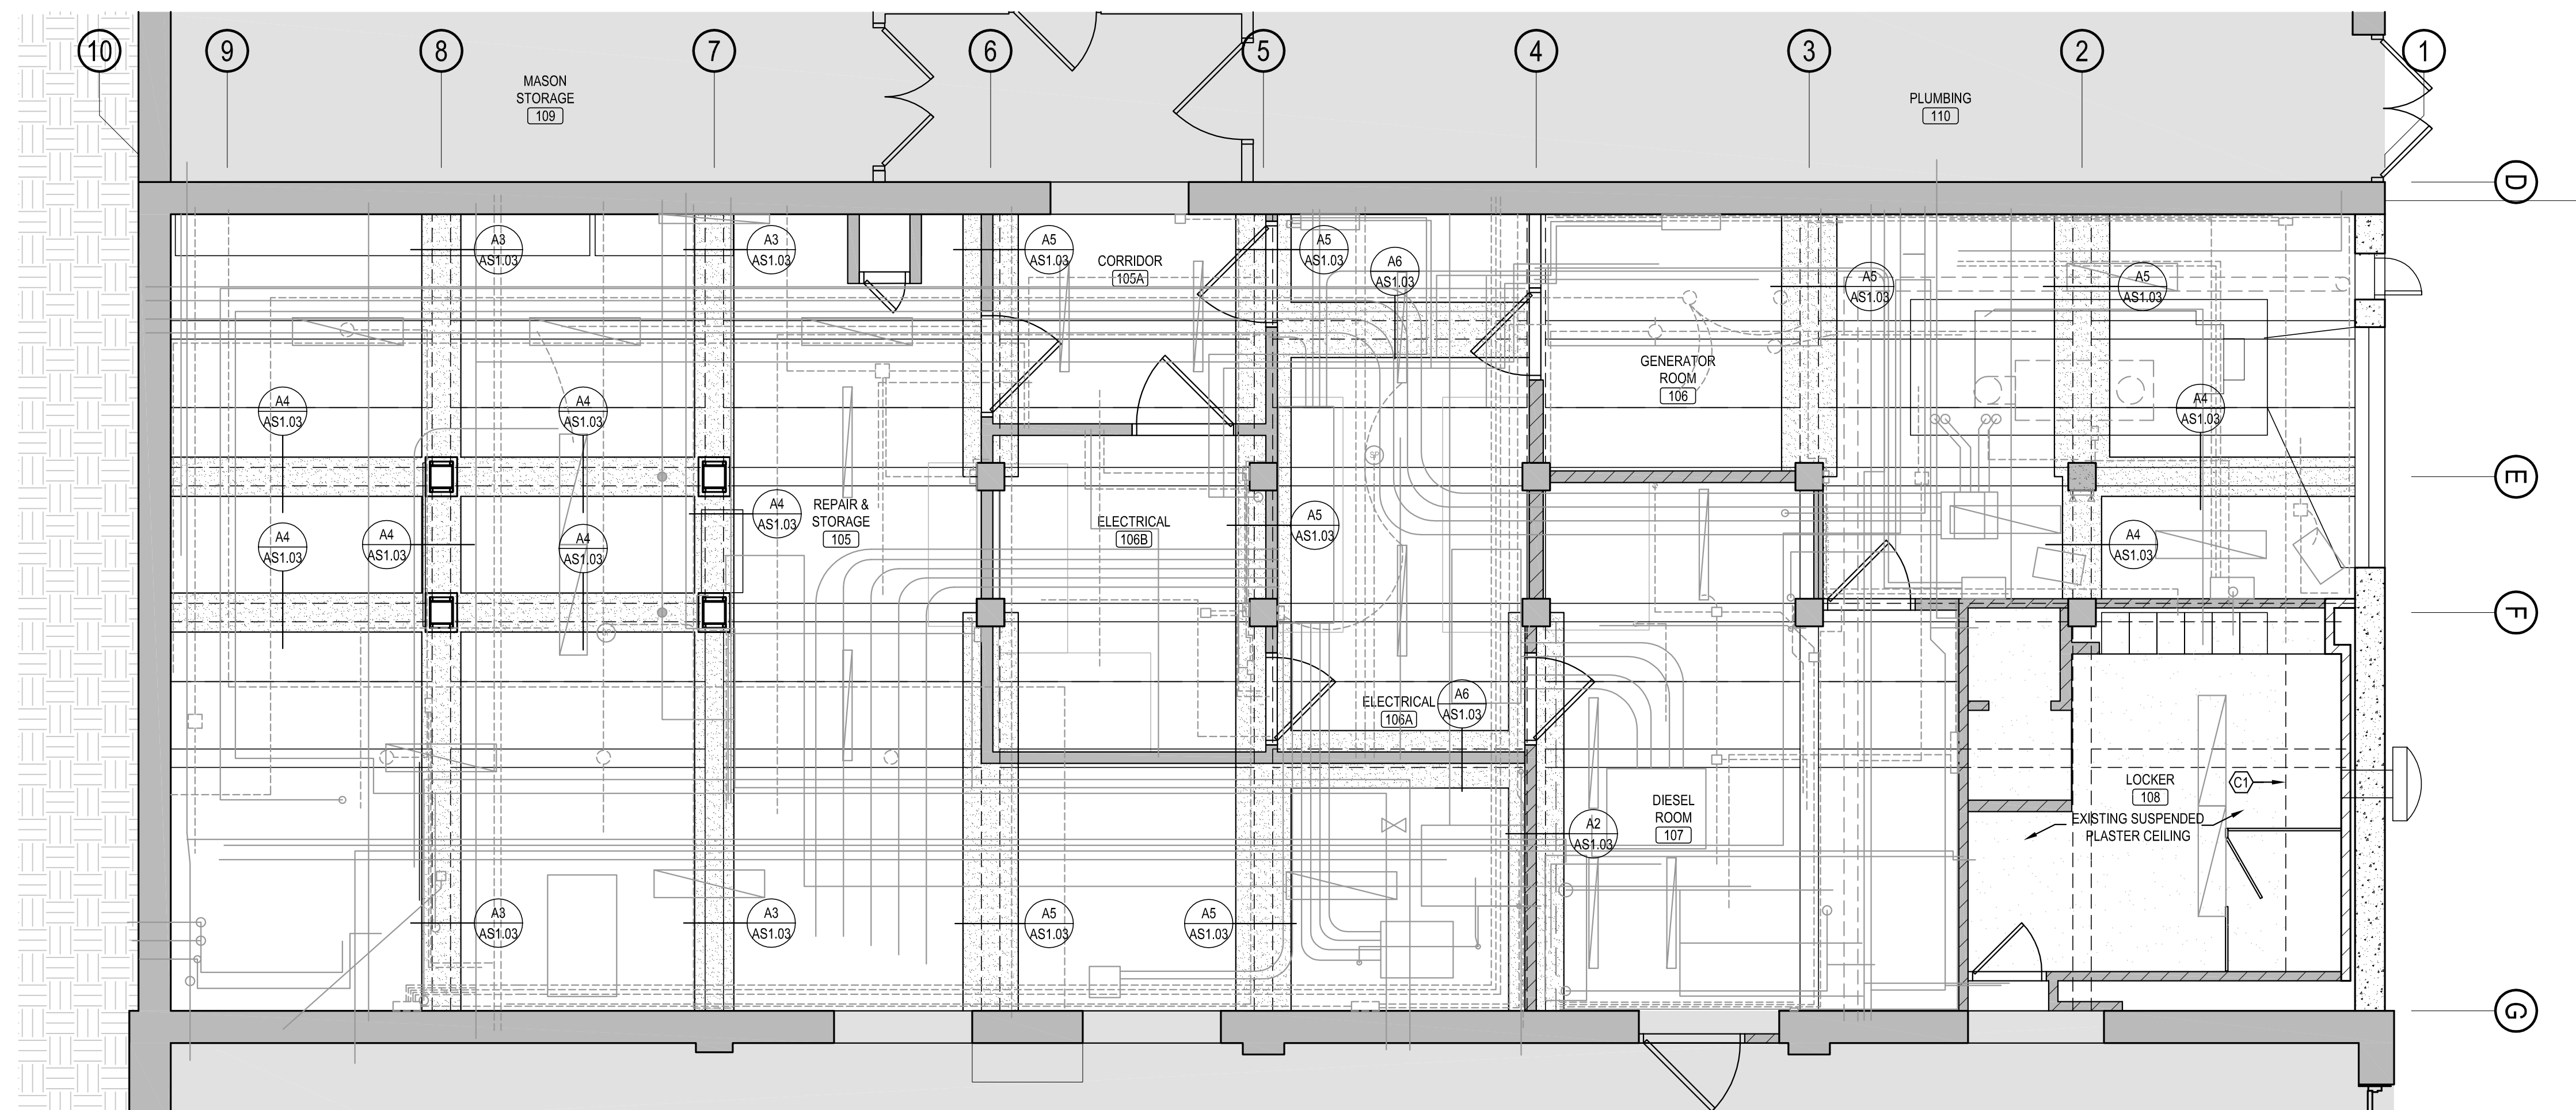 10
9
8
7
6
5
4
3
2
1
MASON
STORAGE
109
PLUMBING
110
D
A3
AS1.03
A3
AS1.03
A5
AS1.03
CORRIDOR
105A
A5
AS1.03
A6
AS1.03
A5
AS1.03
A5
AS1.03
GENERATOR
ROOM
106
A4
AS1.03
A4
AS1.03
A4
AS1.03
E
A4
AS1.03
REPAIR &
STORAGE
105
ELECTRICAL
106B
A5
AS1.03
A4
AS1.03
A4
AS1.03
A4
AS1.03
A4
AS1.03
F
ELECTRICAL
106A
A6
AS1.03
LOCKER
108
C1
DIESEL
ROOM
107
EXISTING SUSPENDED
PLASTER CEILING
A2
AS1.03
A3
AS1.03
A3
AS1.03
A5
AS1.03
A5
AS1.03
G